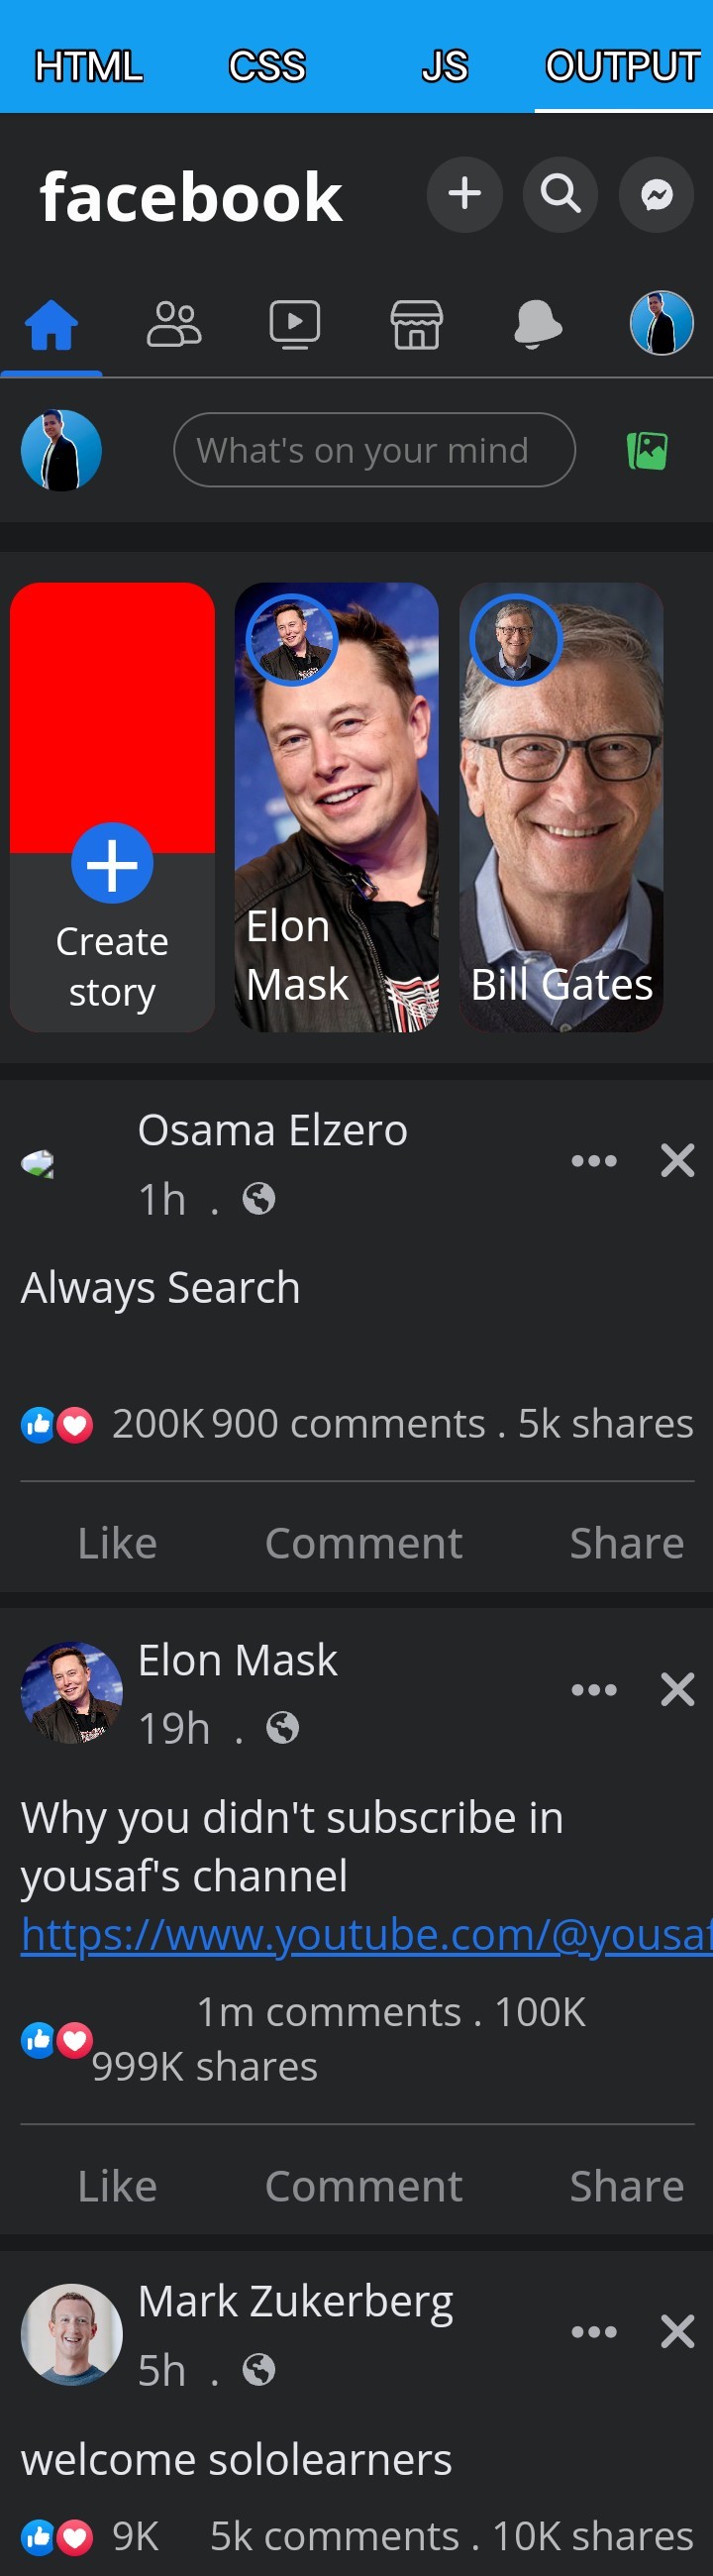 HTML CSS JS OUTPUT
facebook
What's on your mind
Create
story
Elon
Mask
Bill Gates
Osama Elzero
1h .
Always Search
200K 900 comments . 5k shares
Like Comment Share
Elon Mask
19h .
Why you didn't subscribe in
yousaf's channel
https://www.youtube.com/@yousaf
1m comments . 100K
999K shares
Like Comment Share
Mark Zukerberg
5h .
welcome sololearners
9K 5k comments . 10K shares